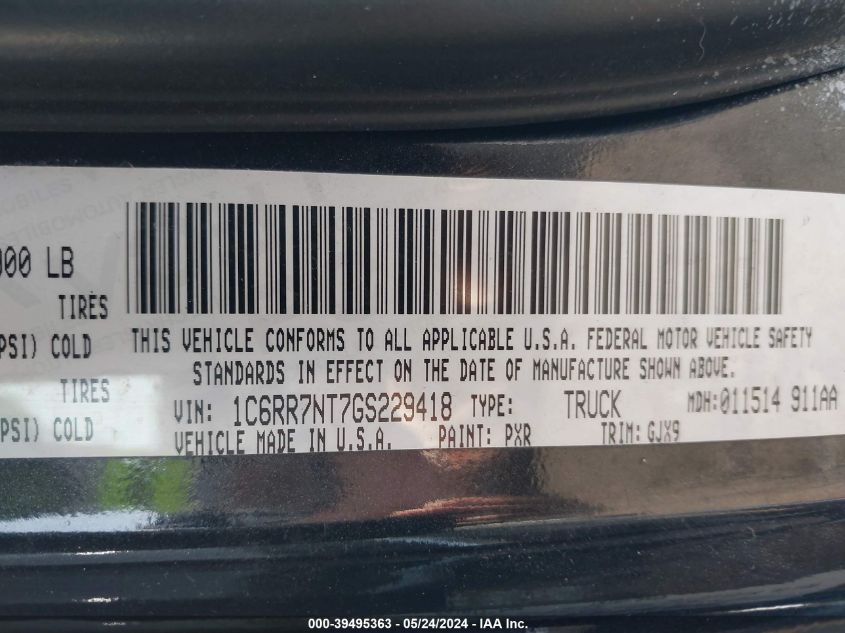 000 LB
TIRES
PSI) COLD
TIRES
PSI) COLD
THIS VEHICLE CONFORMS TO ALL APPLICABLE U.S.A. FEDERAL MOTOR VEHICLE SAFETY
STANDARDS IN EFFECT ON THE DATE OF MANUFACTURE SHOWN ABOVE.
VIN: 1C6RR7NT7GS229418 TYPE: TRUCK MDH: 011514 911AA
VEHICLE MADE IN U.S.A. PAINT: PXR TRIM: GJX9
000-39495363 - 05/24/2024 - IAA Inc.